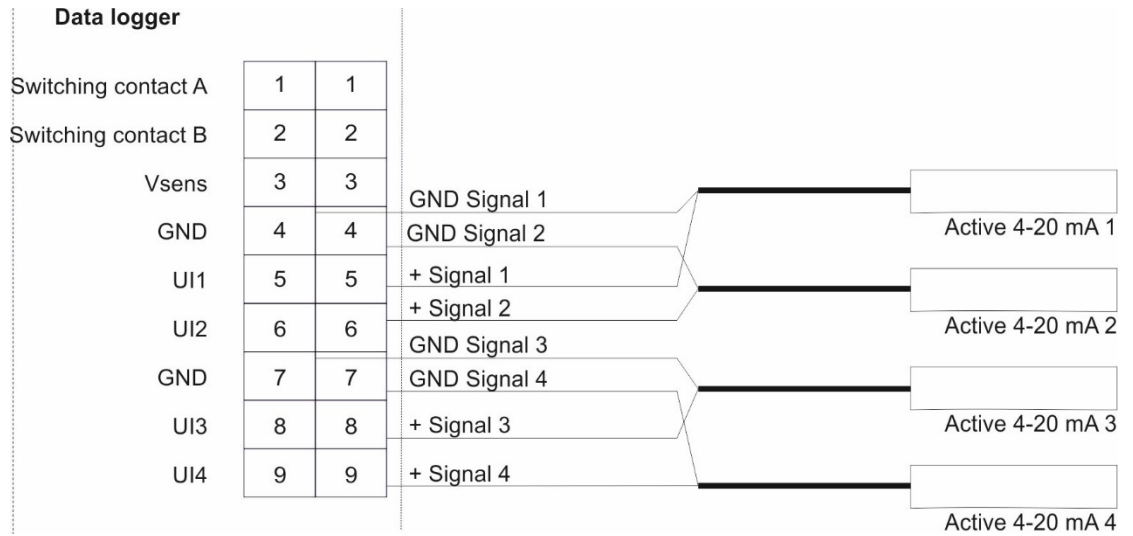 Data logger
Switching contact A 1 1
Switching contact B 2 2
Vsens 3 3
GND Signal 1
GND 4 4 GND Signal 2 Active 4-20 mA 1
UI1 5 5 + Signal 1
+ Signal 2
UI2 6 6 Active 4-20 mA 2
GND Signal 3
GND 7 7 GND Signal 4
UI3 8 8 + Signal 3 Active 4-20 mA 3
UI4 9 9 + Signal 4
Active 4-20 mA 4